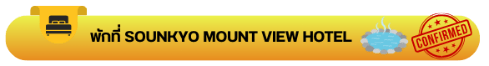 พักที่ SOUNKYO MOUNT VIEW HOTEL
CONFIRMED